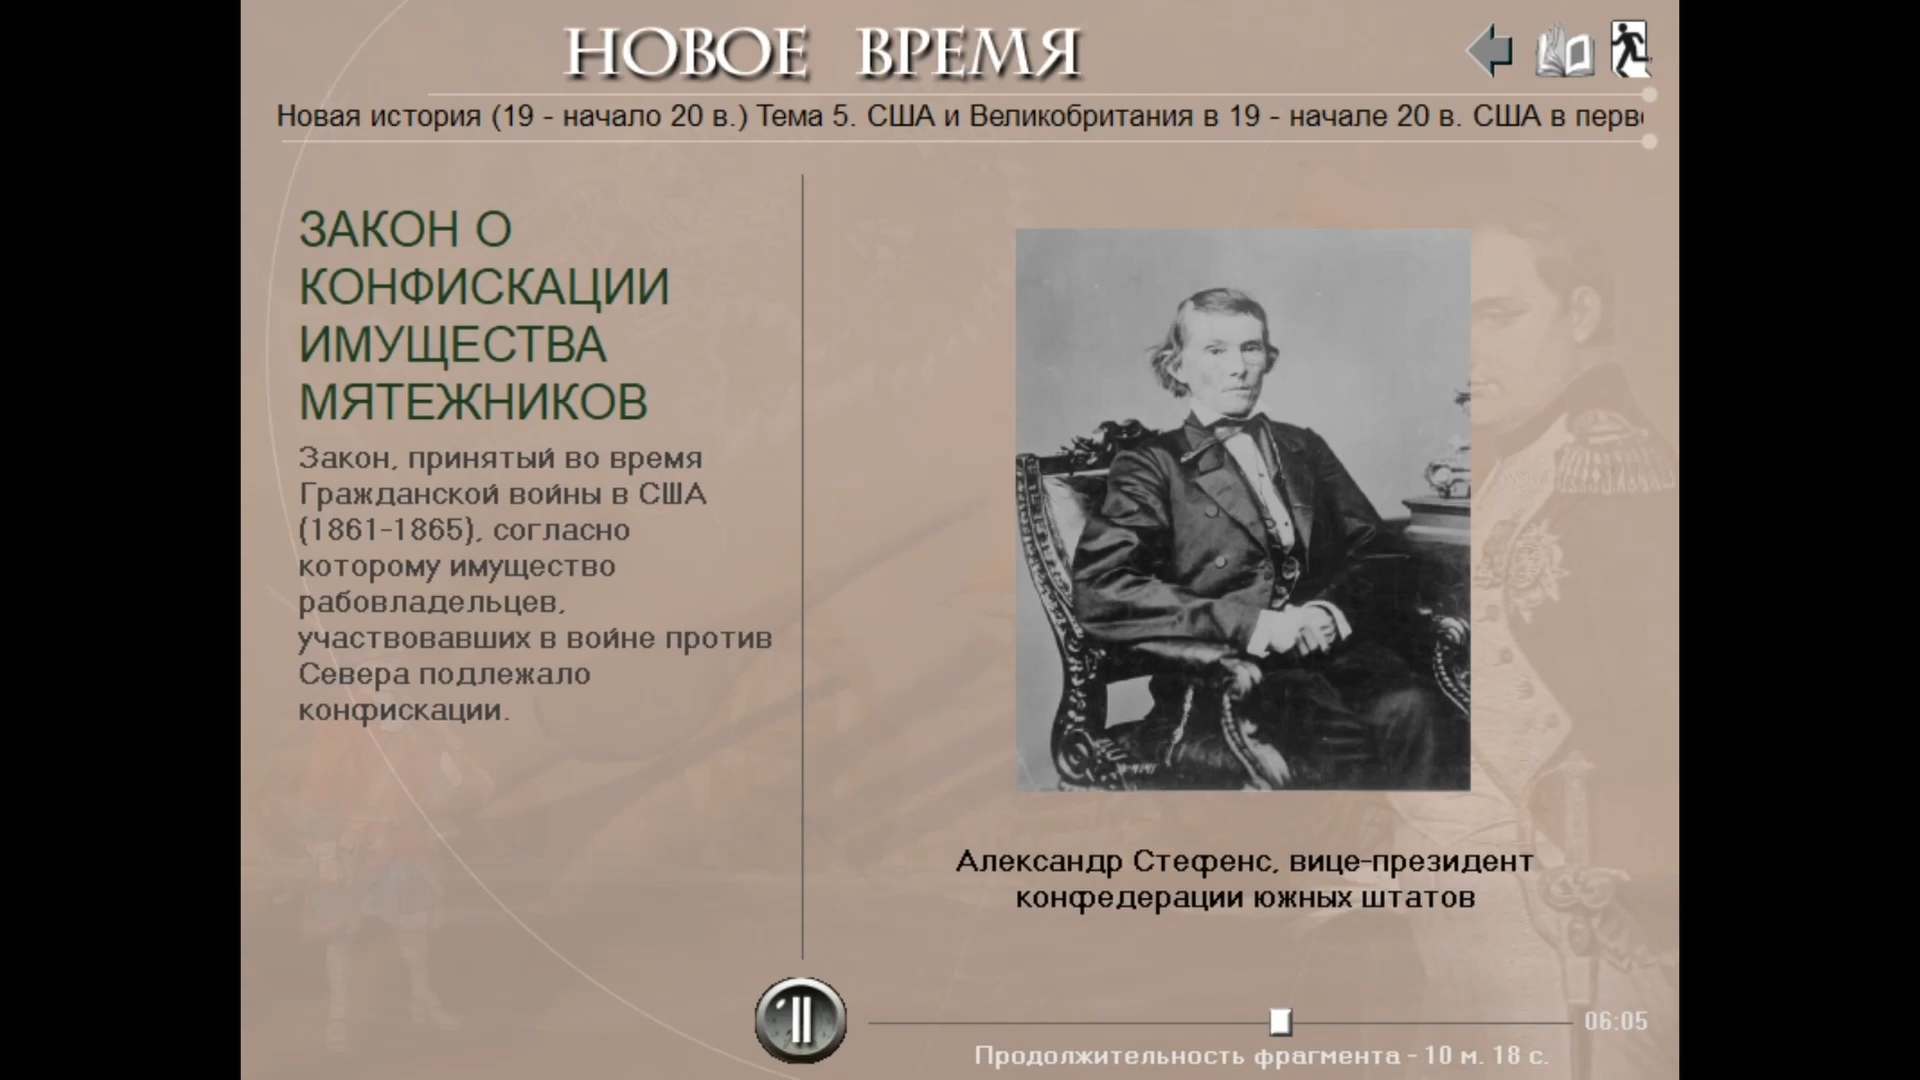 НОВОЕ ВРЕМЯ
Новая история (19 - начало 20 в.) Тема 5. США и Великобритания в 19 - начале 20 в. США в перв
ЗАКОН О
КОНФИСКАЦИИ
ИМУЩЕСТВА
МЯТЕЖНИКОВ
Закон, принятый во время
Гражданской войны в США
(1861-1865), согласно
которому имущество
рабовладельцев,
участвовавших в войне против
Севера подлежало
конфискации.
Александр Стефенс, вице-президент
конфедерации южных штатов
06:05
Продолжительность фрагмента - 10 м. 18 с.